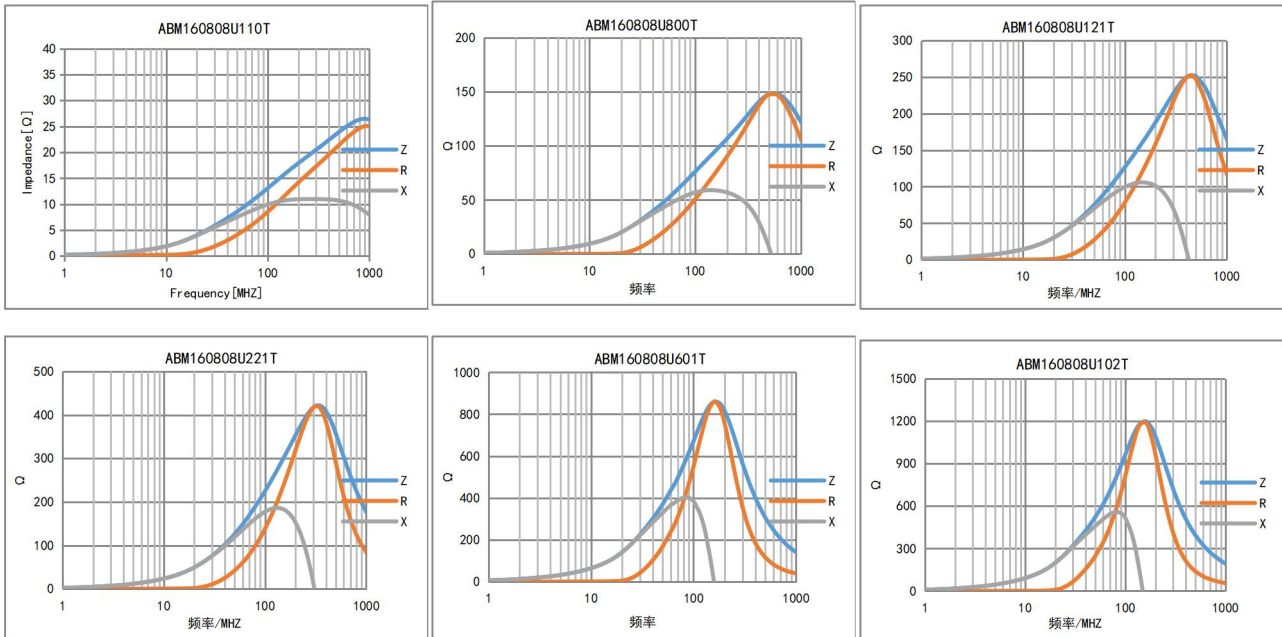 ABM160808U110T
40
35
30
25
20
15
10
5
0
Impedance[Ω]
1 10 100 1000
Frequency[MHZ]
Z
R
X
ABM160808U800T
200
150
100
50
0
Ω
1 10 100 1000
频率
Z
R
X
ABM160808U121T
300
250
200
150
100
50
0
Ω
1 10 100 1000
频率/MHZ
Z
R
X
ABM160808U221T
500
400
300
200
100
0
Ω
1 10 100 1000
频率/MHZ
Z
R
X
ABM160808U601T
1000
800
600
400
200
0
Ω
1 10 100 1000
频率
Z
R
X
ABM160808U102T
1500
1200
900
600
300
0
Ω
1 10 100 1000
频率/MHZ
Z
R
X